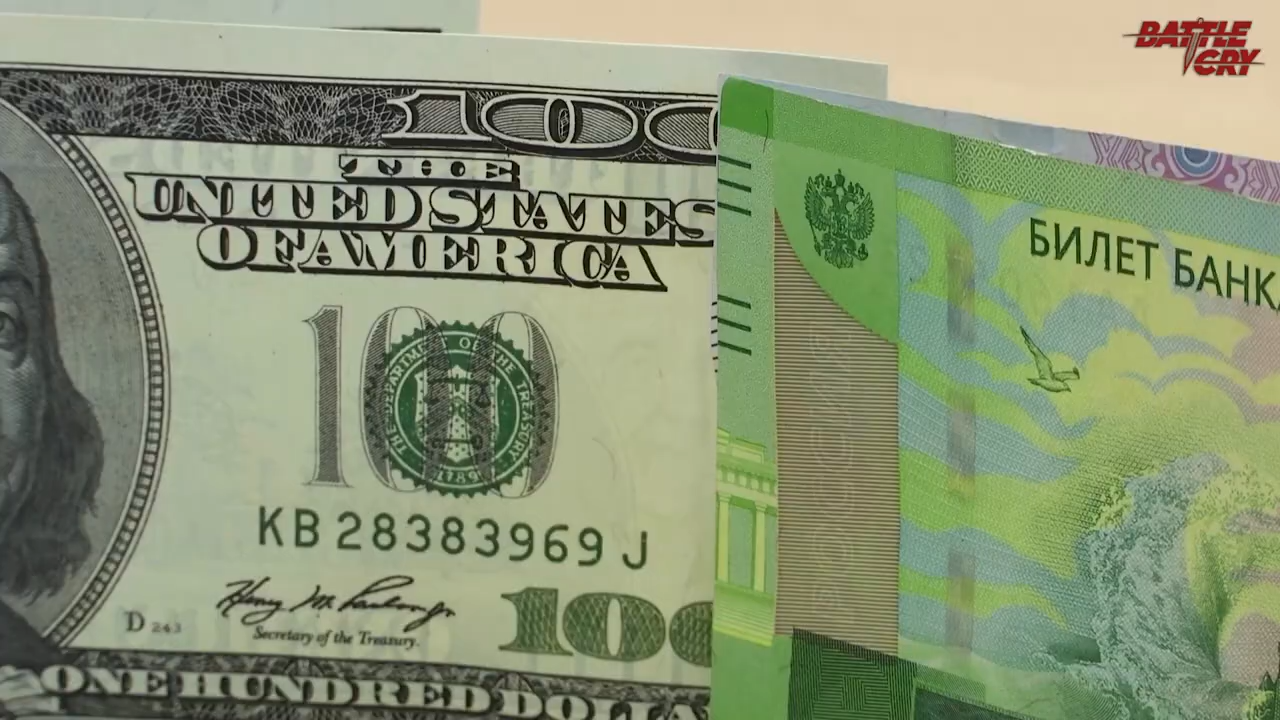 BATTLE
CRY
100
THE
UNITED STATES
OF AMERICA
БИЛЕТ БАНК
100
THE DEPARTMENT OF THE TREASURY
1789
KB 28383969 J
Secretary of the Treasury.
D 243
100
ONE HUNDRED DOLLA